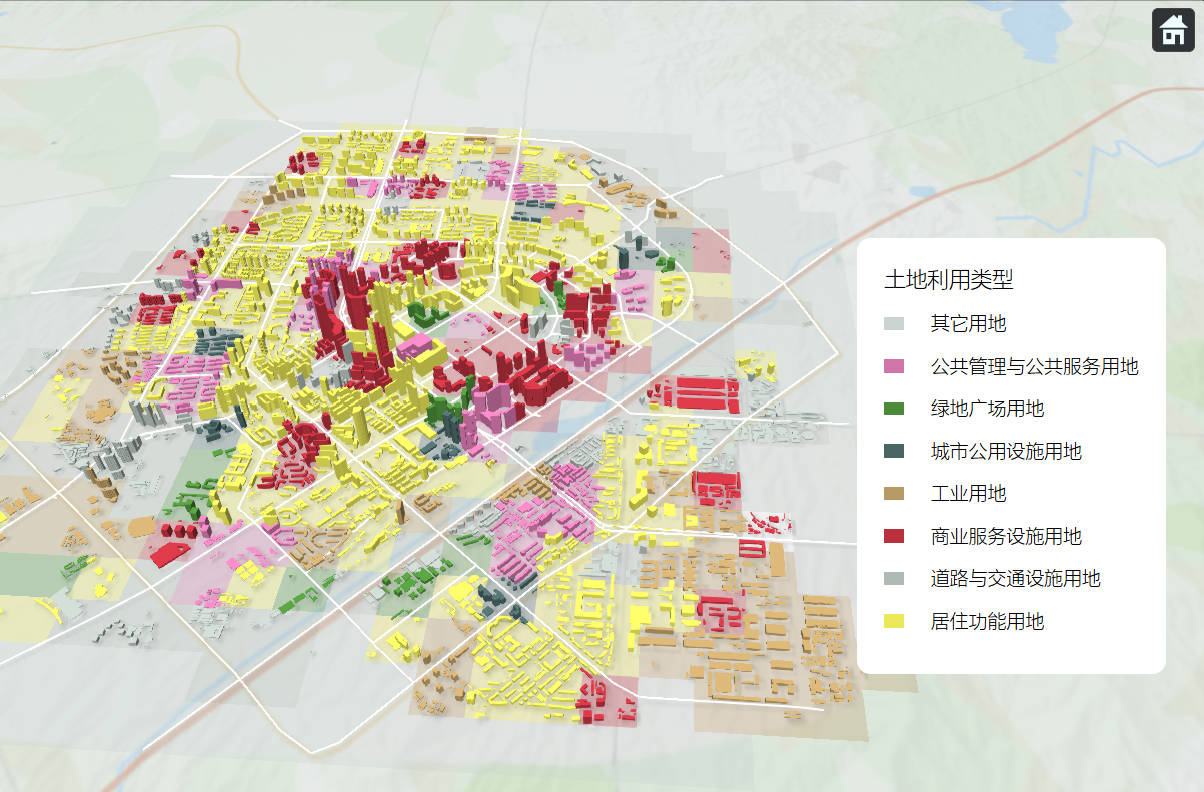 土地利用类型
其它用地
公共管理与公共服务用地
绿地广场用地
城市公用设施用地
工业用地
商业服务设施用地
道路与交通设施用地
居住功能用地